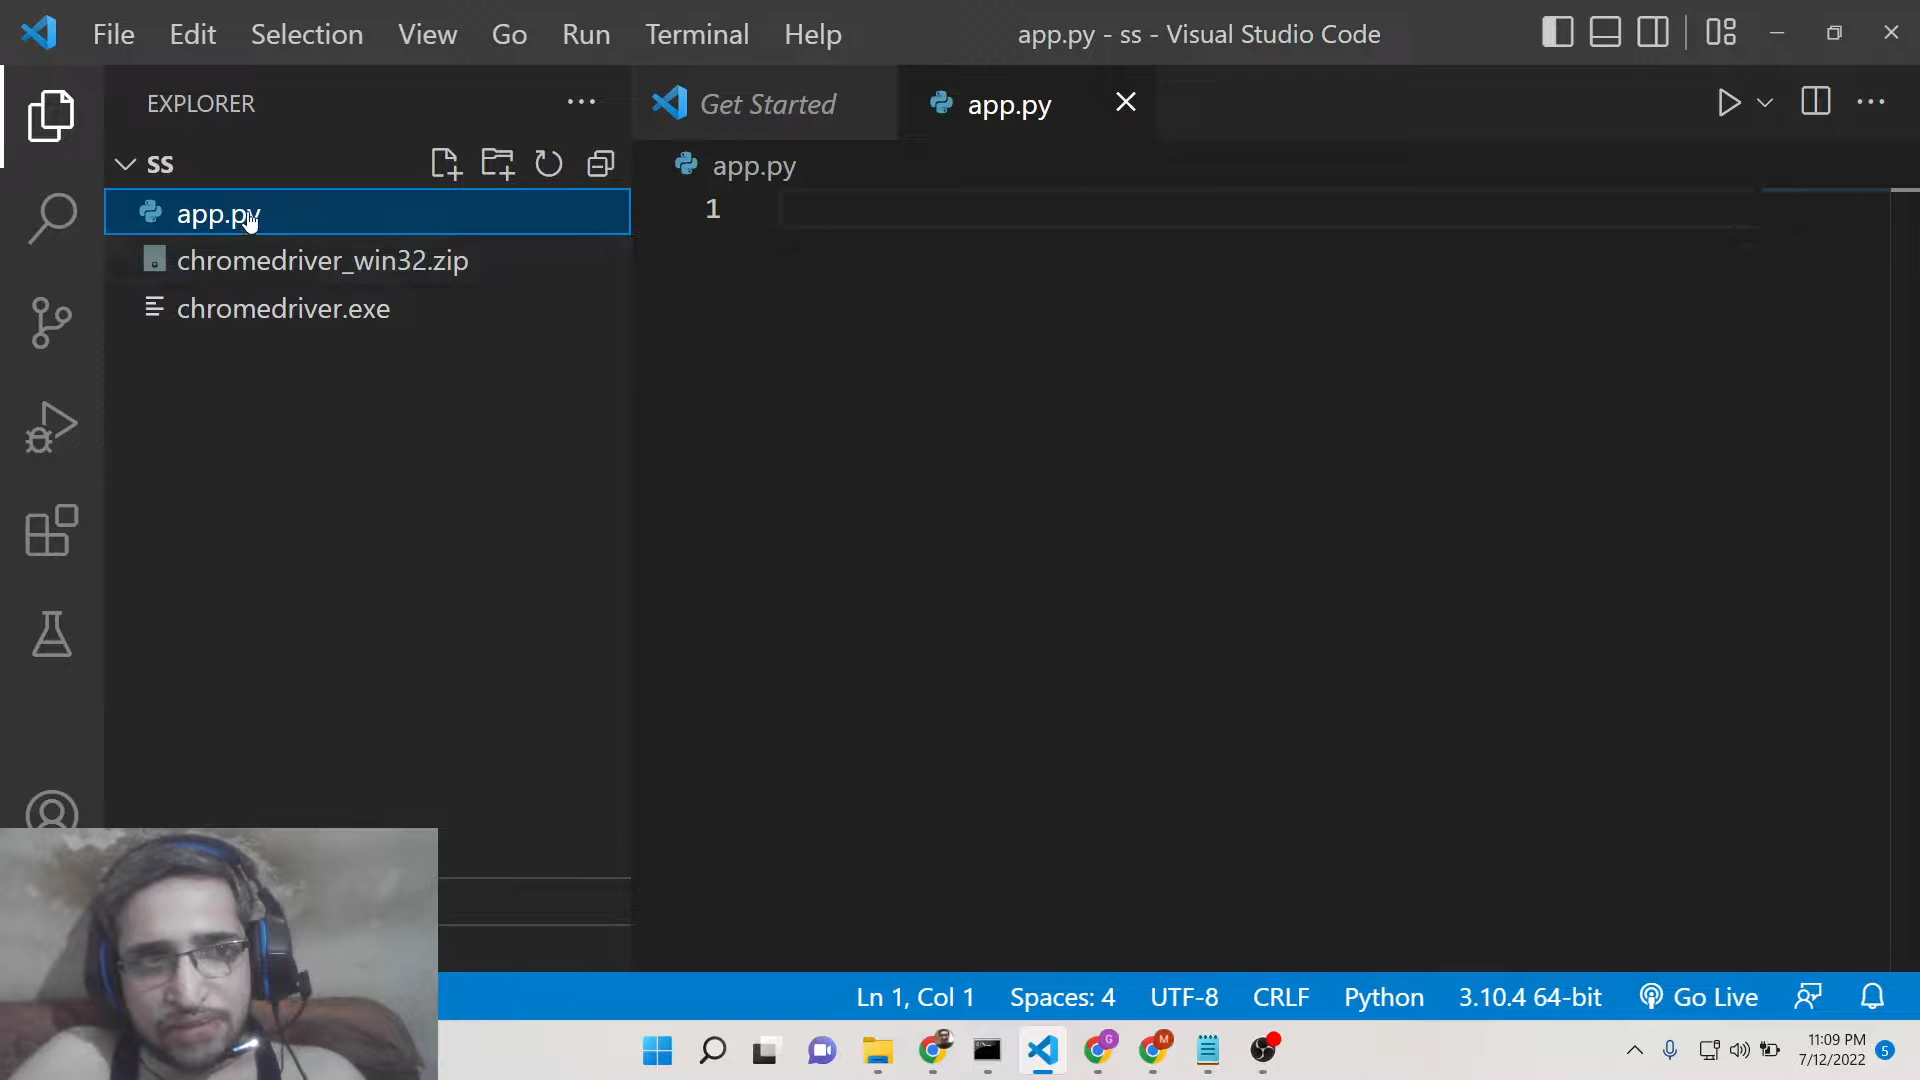 File Edit Selection View Go Run Terminal Help
app.py - ss - Visual Studio Code
EXPLORER
SS
app.py
chromedriver_win32.zip
chromedriver.exe
Get Started
app.py
app.py
1
Ln 1, Col 1 Spaces: 4 UTF-8 CRLF Python 3.10.4 64-bit Go Live
G
M
11:09 PM
7/12/2022
5